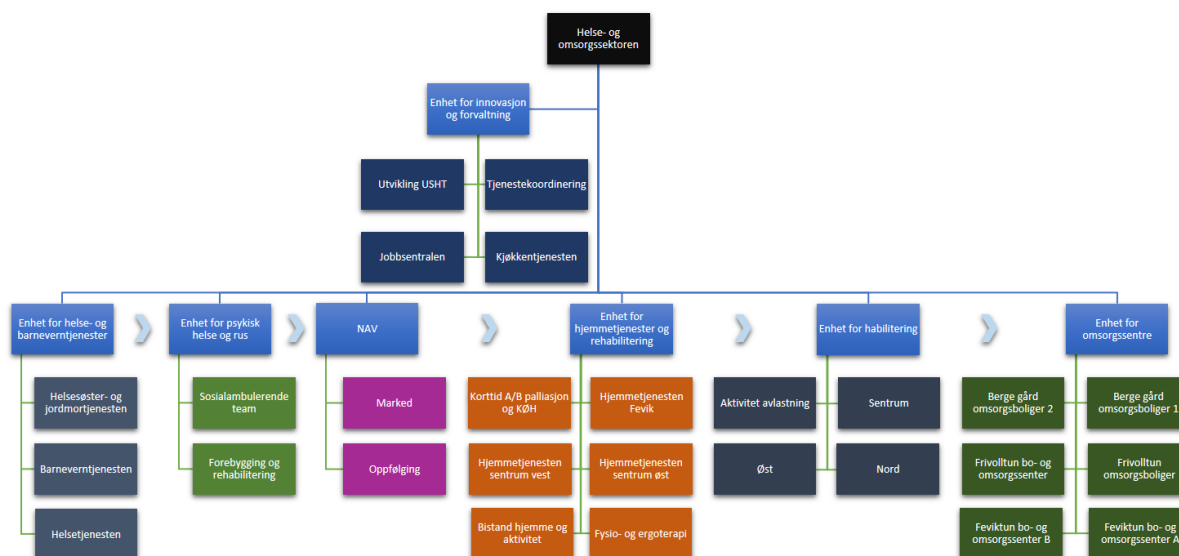 Helse- og
omsorgssektoren
Enhet for innovasjon
og forvaltning
Utvikling USHT
Tjenestekoordinering
Jobbsentralen
Kjøkkentjenesten
Enhet for helse- og
barneverntjenester
Enhet for psykisk
helse og rus
NAV
Enhet for
hjemmetjenester og
rehabilitering
Enhet for habilitering
Enhet for
omsorgssentre
Helsesøster- og
jordmortjenesten
Barneverntjenesten
Helsetjenesten
Sosialambulerende
team
Forebygging og
rehabilitering
Marked
Oppfølging
Korttid A/B palliasjon
og KØH
Hjemmetjenesten
Fevik
Hjemmetjenesten
sentrum vest
Hjemmetjenesten
sentrum øst
Bistand hjemme og
aktivitet
Fysio- og ergoterapi
Aktivitet avlastning
Sentrum
Øst
Nord
Berge gård
omsorgsboliger 2
Berge gård
omsorgsboliger 1
Frivolltun bo- og
omsorgssenter
Frivolltun
omsorgsboliger
Feviktun bo- og
omsorgssenter B
Feviktun bo- og
omsorgssenter A